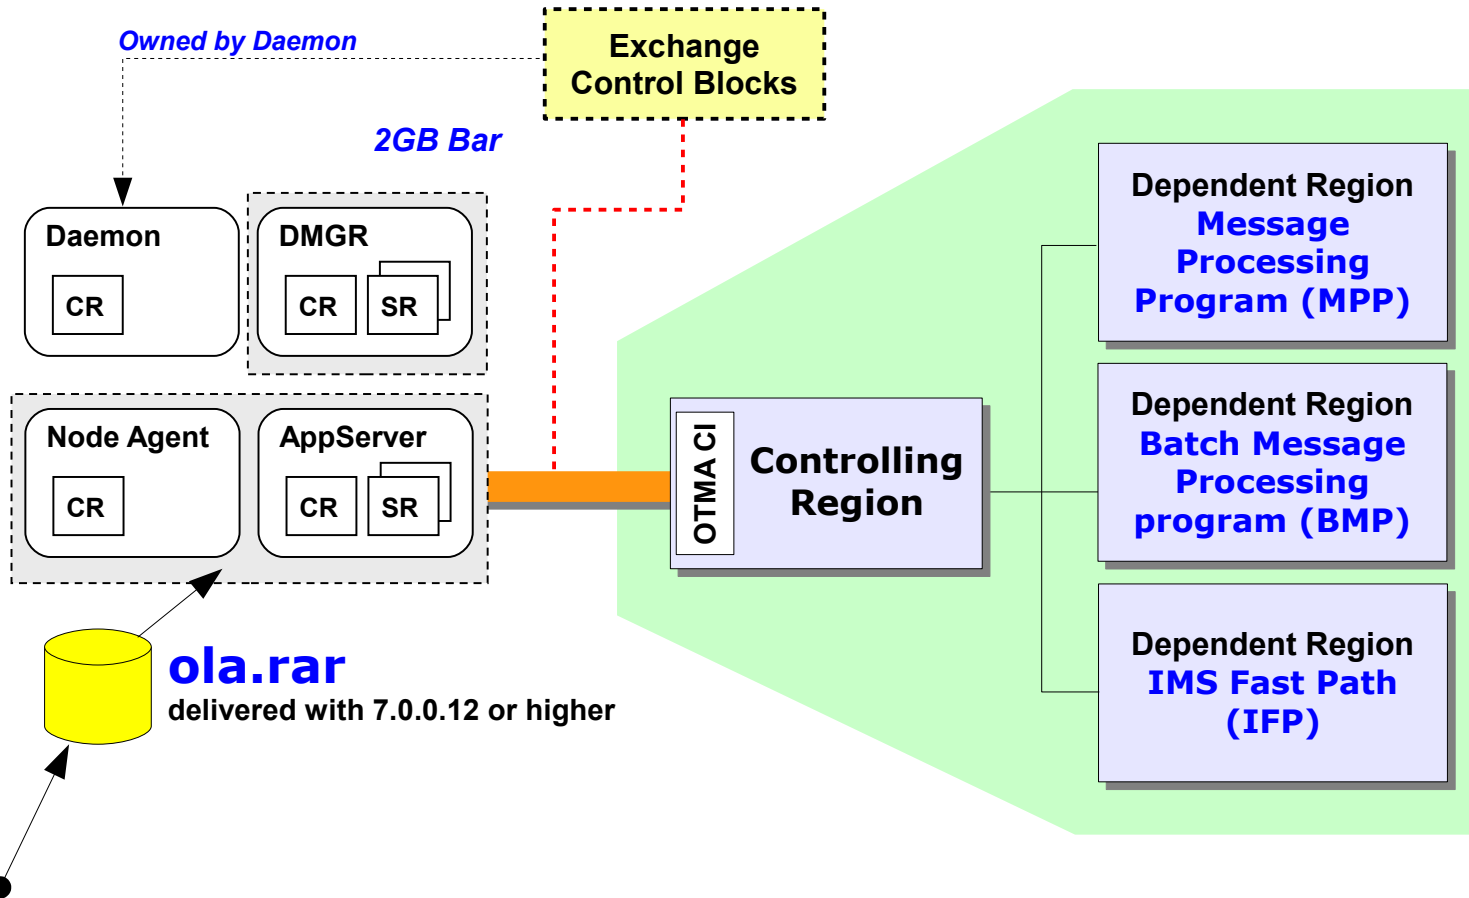 Owned by Daemon
Exchange
Control Blocks
2GB Bar
Daemon
CR
DMGR
CR
SR
Node Agent
CR
AppServer
CR
SR
ola.rar
delivered with 7.0.0.12 or higher
OTMA CI
Controlling
Region
Dependent Region
Message
Processing
Program (MPP)
Dependent Region
Batch Message
Processing
program (BMP)
Dependent Region
IMS Fast Path
(IFP)